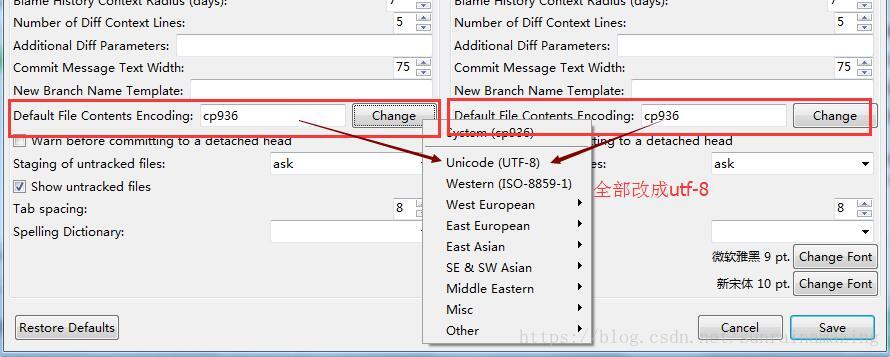 Blame History Context Radius (days): 7 Blame History Context Radius (days): 7
Number of Diff Context Lines: 5 Number of Diff Context Lines: 5
Additional Diff Parameters: Additional Diff Parameters:
Commit Message Text Width: 75 Commit Message Text Width: 75
New Branch Name Template: New Branch Name Template:
Default File Contents Encoding: cp936 Change Default File Contents Encoding: cp936 Change
Warn before committing to a detached head System (cp936) tting to a detached head
Staging of untracked files: ask Unicode (UTF-8) es: ask
Show untracked files Western (ISO-8859-1) 全部改成utf-8
Tab spacing: 8 West European 8
Spelling Dictionary: East European
East Asian 微软雅黑 9 pt. Change Font
SE & SW Asian
Middle Eastern 新宋体 10 pt. Change Font
Misc
Restore Defaults Other Cancel Save
https://blog.csdn.net/sunrainamazing